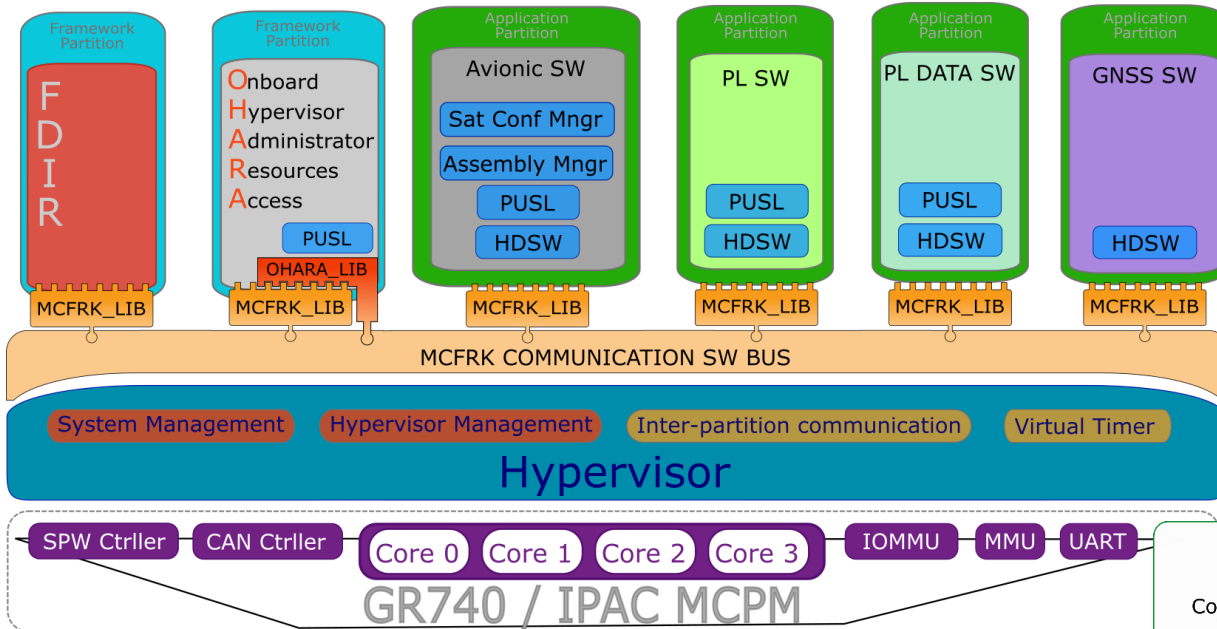 Framework
Partition
F
D
I
R
MCFRK_LIB
Framework
Partition
Onboard
Hypervisor
Administrator
Resources
Access
PUSL
OHARA_LIB
MCFRK_LIB
Application
Partition
Avionic SW
Sat Conf Mngr
Assembly Mngr
PUSL
HDSW
MCFRK_LIB
Application
Partition
PL SW
PUSL
HDSW
MCFRK_LIB
Application
Partition
PL DATA SW
PUSL
HDSW
MCFRK_LIB
Application
Partition
GNSS SW
HDSW
MCFRK_LIB
MCFRK COMMUNICATION SW BUS
System Management
Hypervisor Management
Inter-partition communication
Virtual Timer
Hypervisor
SPW Ctrller
CAN Ctrller
Core 0
Core 1
Core 2
Core 3
IOMMU
MMU
UART
GR740 / IPAC MCPM
Co